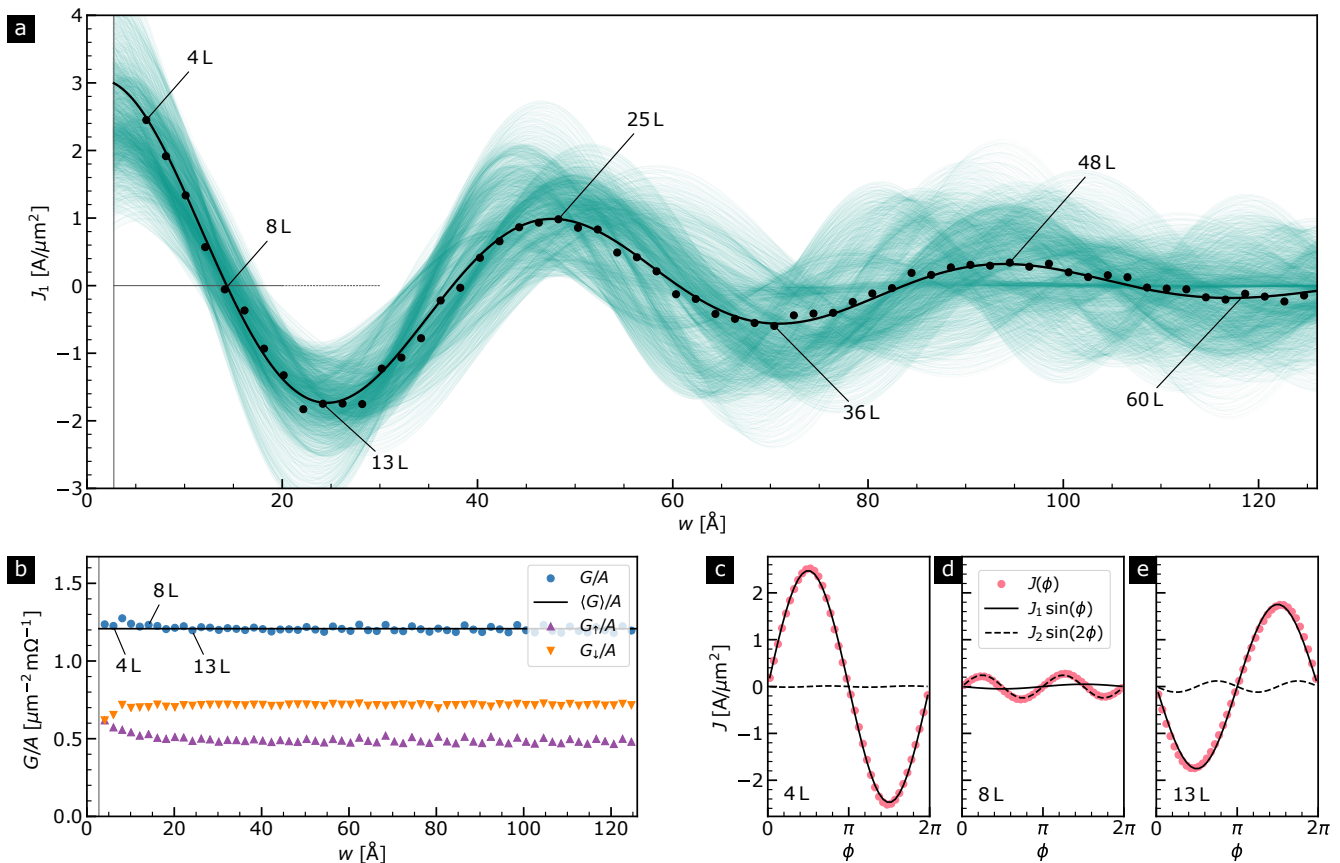 a
J₁ [A/μm²]
4
3
2
1
0
−1
−2
−3
4 L
8 L
13 L
25 L
36 L
48 L
60 L
0 20 40 60 80 100 120
w [Å]
b
G/A [μm⁻² mΩ⁻¹]
1.5
1.0
0.5
0.0
8 L
4 L
13 L
G/A
⟨G⟩/A
G↑/A
G↓/A
0 20 40 60 80 100 120
w [Å]
c
J [A/μm²]
2
1
0
−1
−2
4 L
0 π 2π
ϕ
d
J(ϕ)
J₁ sin(ϕ)
J₂ sin(2ϕ)
8 L
0 π 2π
ϕ
e
13 L
0 π 2π
ϕ